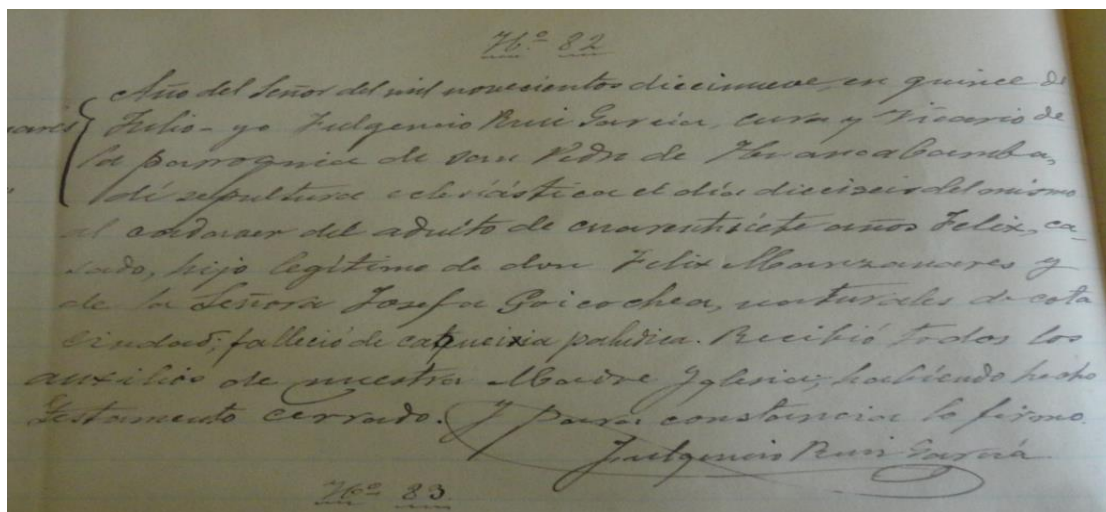 Nº 82
Año del Señor del mil novecientos diecinueve, en quince de
Julio- yo Fulgencio Ruiz García, cura y Vicario de
la parroquia de San Pedro de Huancabamba,
dí sepultura eclesiástica el día dieciseis del mismo
al cadaver del adulto de cuarentisiete años Felix, ca-
sado, hijo legítimo de don Felix Manzanares y
de la Señora Josefa Goicochea, naturales de esta
Ciudad; falleció de caquexia palúdica. Recibió todos los
auxilios de nuestra Madre Iglesia, habiendo hecho
testamento cerrado. Y para constancia lo firmo.
Fulgencio Ruiz García
Nº 83